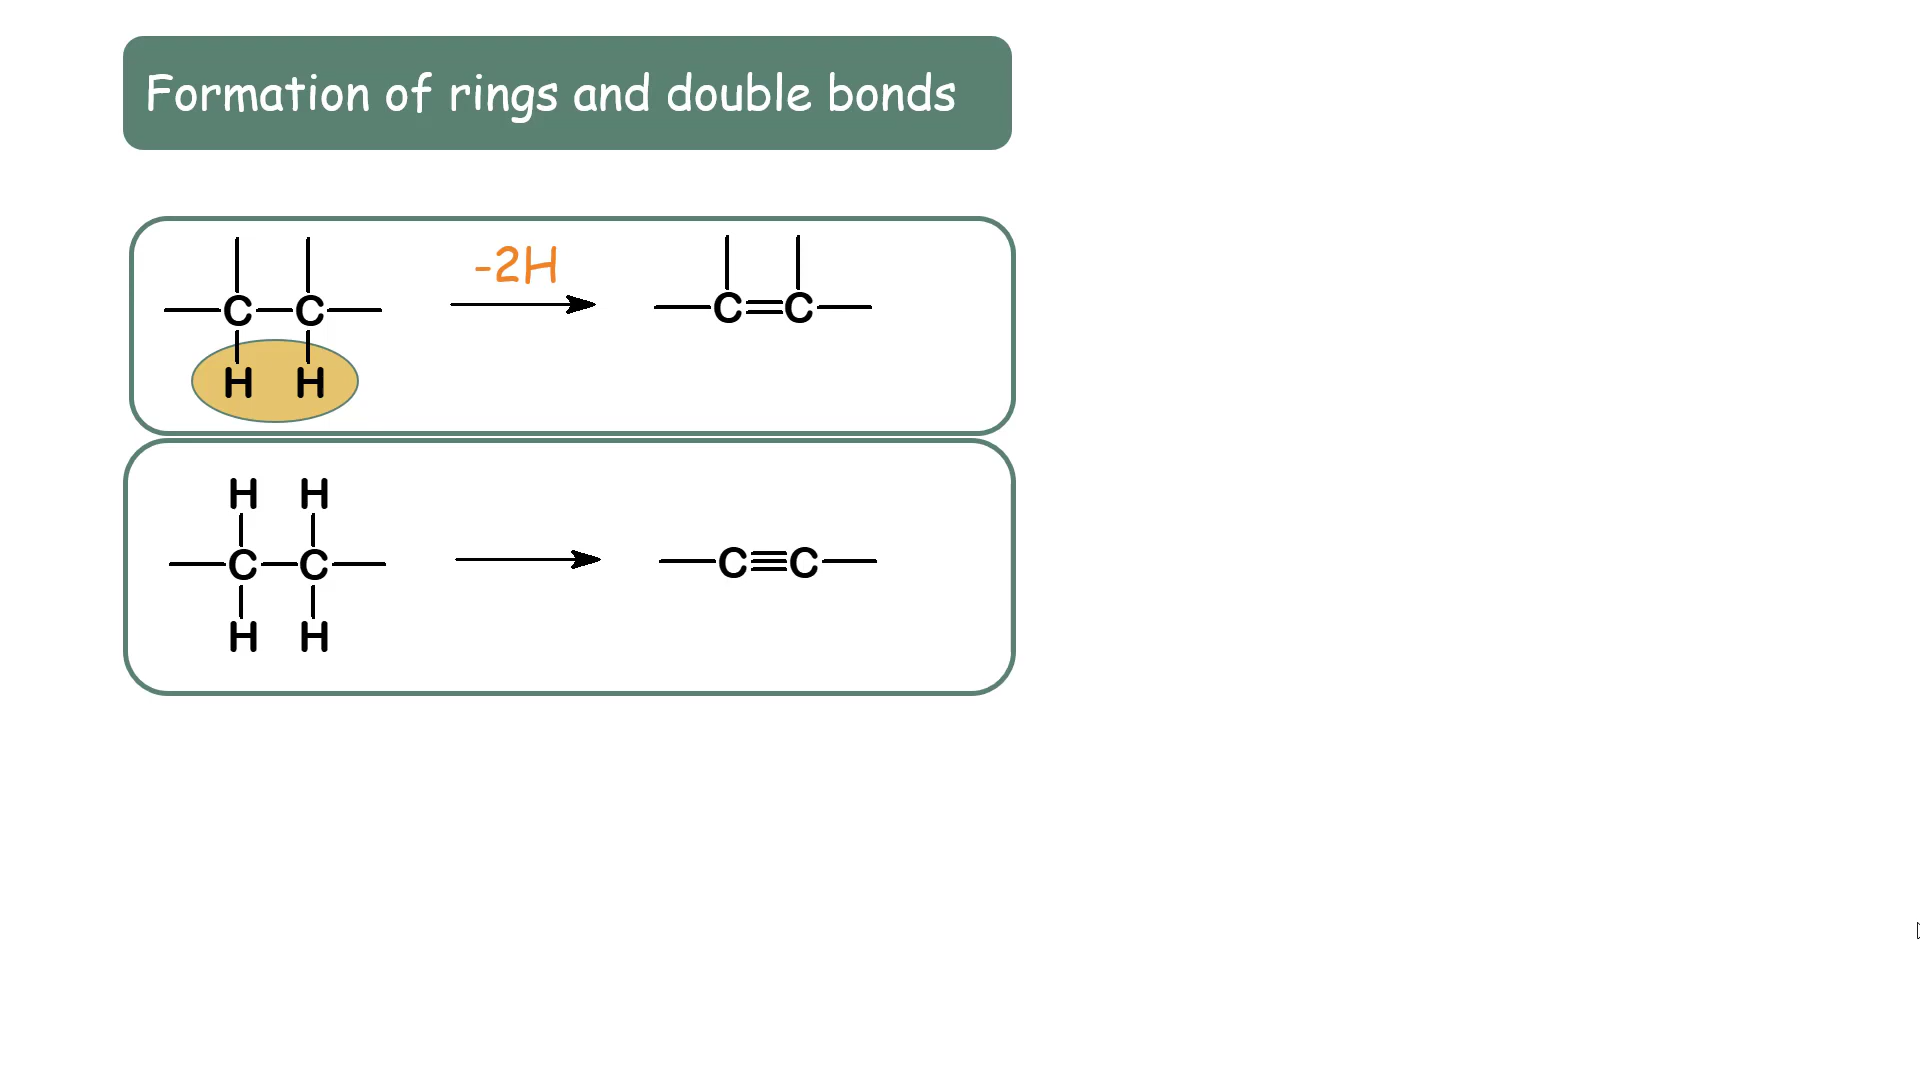 Formation of rings and double bonds
-2H
C C C=C
H H
H H
C C C≡C
H H